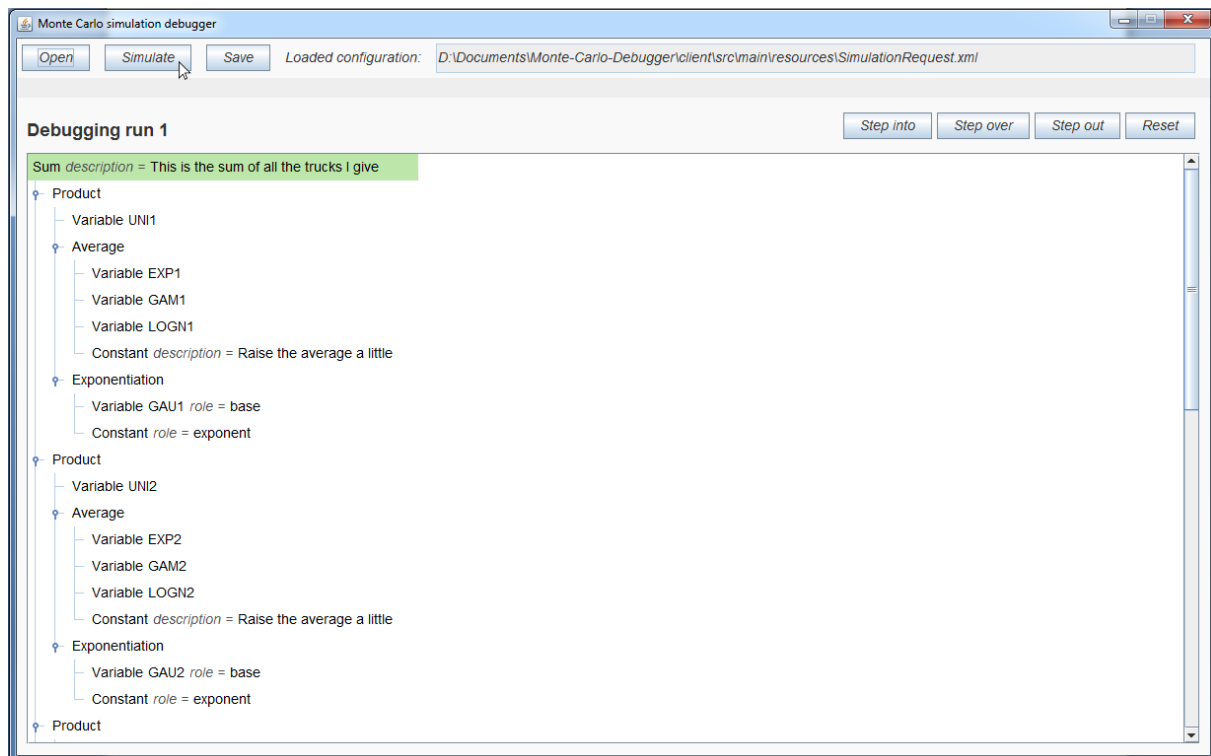 Monte Carlo simulation debugger
Open Simulate Save Loaded configuration: D:\Documents\Monte-Carlo-Debugger\client\src\main\resources\SimulationRequest.xml
Debugging run 1 Step into Step over Step out Reset
Sum description = This is the sum of all the trucks I give
Product
Variable UNI1
Average
Variable EXP1
Variable GAM1
Variable LOGN1
Constant description = Raise the average a little
Exponentiation
Variable GAU1 role = base
Constant role = exponent
Product
Variable UNI2
Average
Variable EXP2
Variable GAM2
Variable LOGN2
Constant description = Raise the average a little
Exponentiation
Variable GAU2 role = base
Constant role = exponent
Product